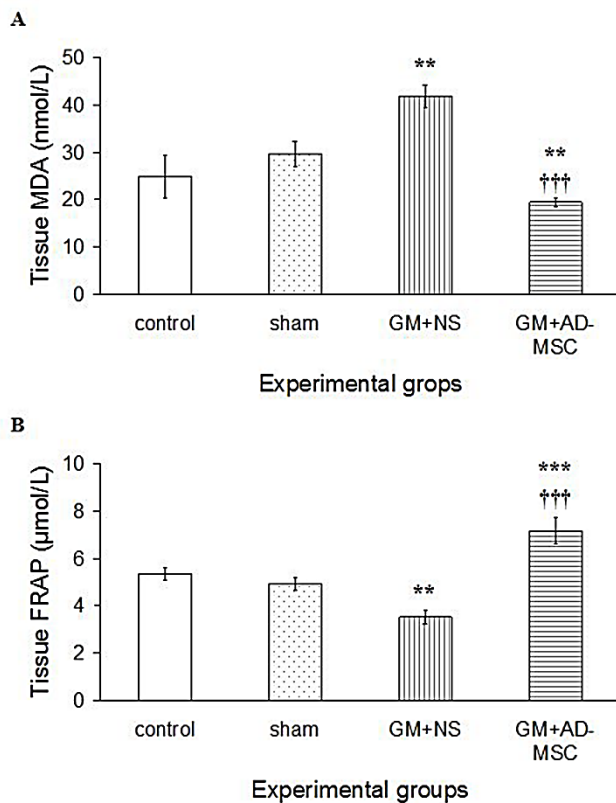 A
Tissue MDA (nmol/L)
50
40
30
20
10
0
**
**
†††
control sham GM+NS GM+AD-
MSC
Experimental grops
B
Tissue FRAP (µmol/L)
10
8
6
4
2
0
***
†††
**
control sham GM+NS GM+AD-
MSC
Experimental groups